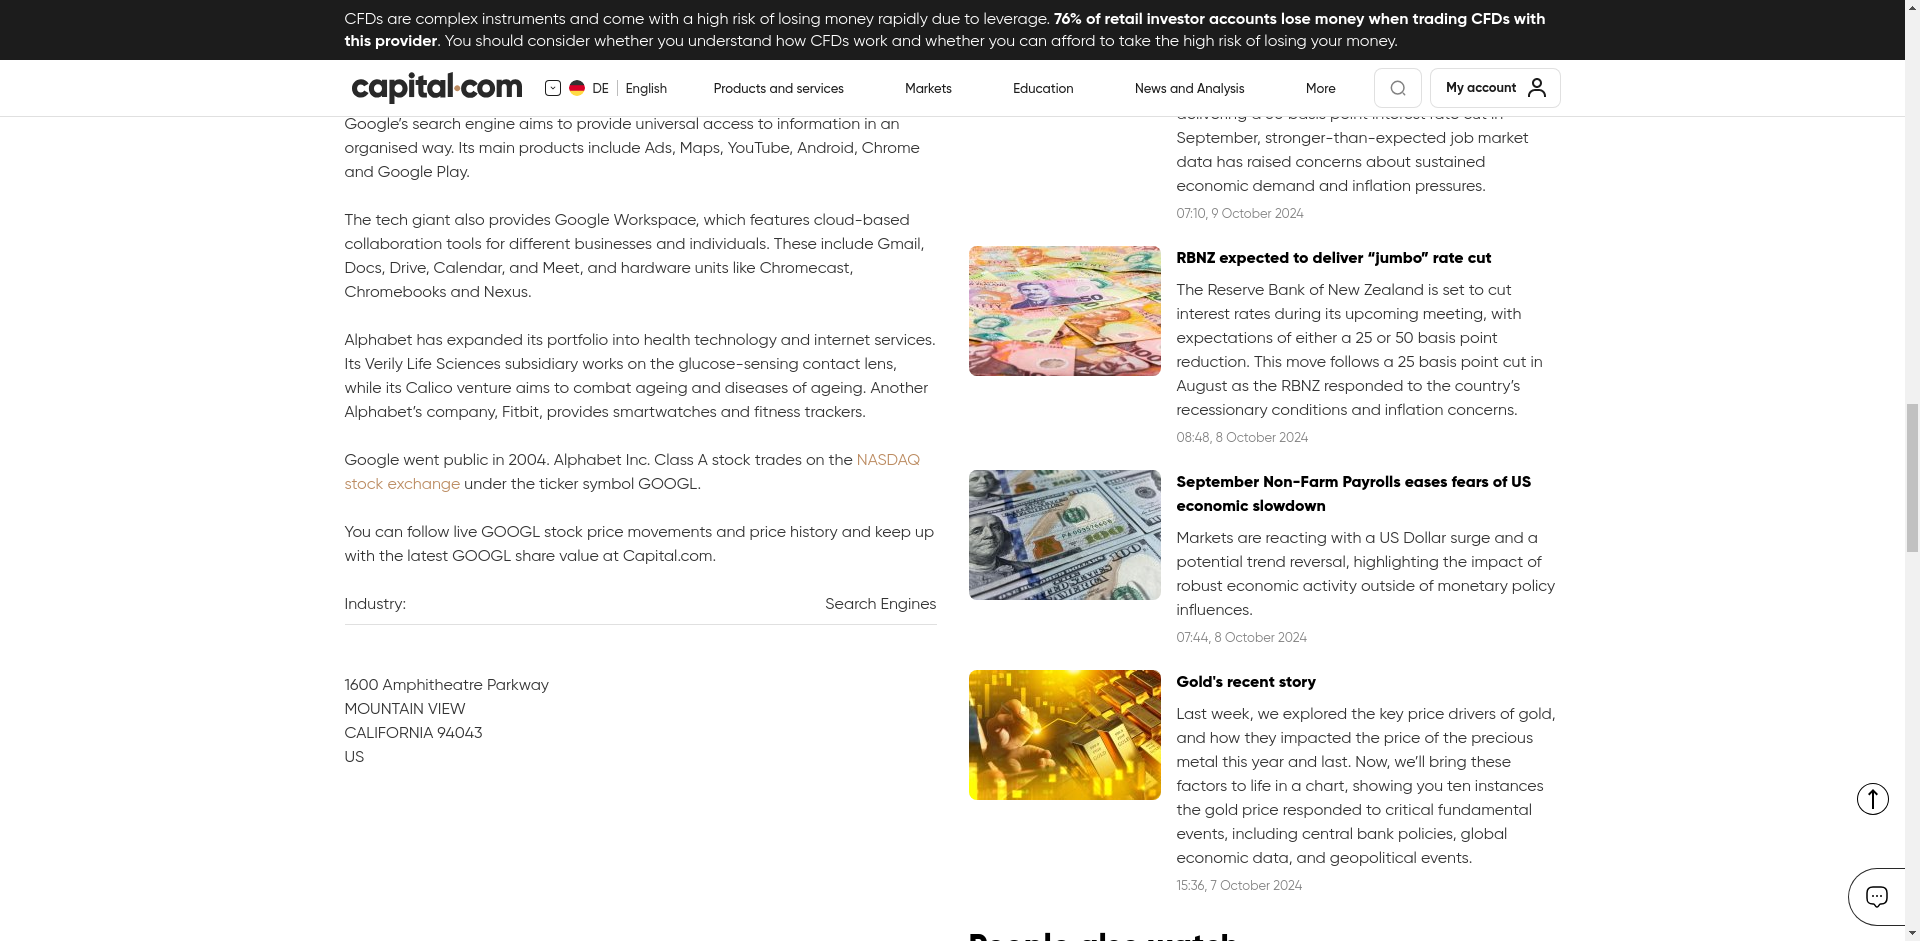 CFDs are complex instruments and come with a high risk of losing money rapidly due to leverage. 76% of retail investor accounts lose money when trading CFDs with
this provider. You should consider whether you understand how CFDs work and whether you can afford to take the high risk of losing your money.
capital.com
DE | English
Products and services
Markets
Education
News and Analysis
More
My account
Google’s search engine aims to provide universal access to information in an
organised way. Its main products include Ads, Maps, YouTube, Android, Chrome
and Google Play.
The tech giant also provides Google Workspace, which features cloud-based
collaboration tools for different businesses and individuals. These include Gmail,
Docs, Drive, Calendar, and Meet, and hardware units like Chromecast,
Chromebooks and Nexus.
Alphabet has expanded its portfolio into health technology and internet services.
Its Verily Life Sciences subsidiary works on the glucose-sensing contact lens,
while its Calico venture aims to combat ageing and diseases of ageing. Another
Alphabet’s company, Fitbit, provides smartwatches and fitness trackers.
Google went public in 2004. Alphabet Inc. Class A stock trades on the NASDAQ
stock exchange under the ticker symbol GOOGL.
You can follow live GOOGL stock price movements and price history and keep up
with the latest GOOGL share value at Capital.com.
Industry:
Search Engines
1600 Amphitheatre Parkway
MOUNTAIN VIEW
CALIFORNIA 94043
US
delivering a 50 basis point interest rate cut in
September, stronger-than-expected job market
data has raised concerns about sustained
economic demand and inflation pressures.
07:10, 9 October 2024
RBNZ expected to deliver “jumbo” rate cut
The Reserve Bank of New Zealand is set to cut
interest rates during its upcoming meeting, with
expectations of either a 25 or 50 basis point
reduction. This move follows a 25 basis point cut in
August as the RBNZ responded to the country’s
recessionary conditions and inflation concerns.
08:48, 8 October 2024
September Non-Farm Payrolls eases fears of US
economic slowdown
Markets are reacting with a US Dollar surge and a
potential trend reversal, highlighting the impact of
robust economic activity outside of monetary policy
influences.
07:44, 8 October 2024
Gold's recent story
Last week, we explored the key price drivers of gold,
and how they impacted the price of the precious
metal this year and last. Now, we’ll bring these
factors to life in a chart, showing you ten instances
the gold price responded to critical fundamental
events, including central bank policies, global
economic data, and geopolitical events.
15:36, 7 October 2024
People also watch